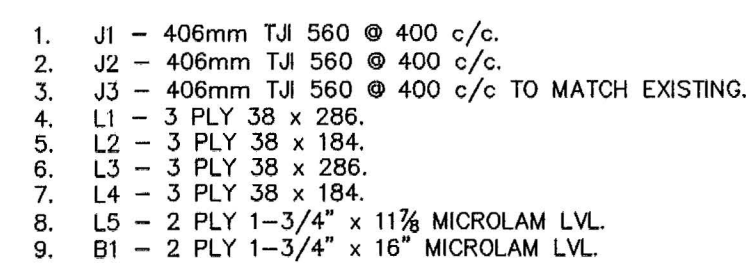 1. J1 – 406mm TJI 560 @ 400 c/c.
2. J2 – 406mm TJI 560 @ 400 c/c.
3. J3 – 406mm TJI 560 @ 400 c/c TO MATCH EXISTING.
4. L1 – 3 PLY 38 x 286.
5. L2 – 3 PLY 38 x 184.
6. L3 – 3 PLY 38 x 286.
7. L4 – 3 PLY 38 x 184.
8. L5 – 2 PLY 1–3/4" x 11⅞ MICROLAM LVL.
9. B1 – 2 PLY 1–3/4" x 16" MICROLAM LVL.